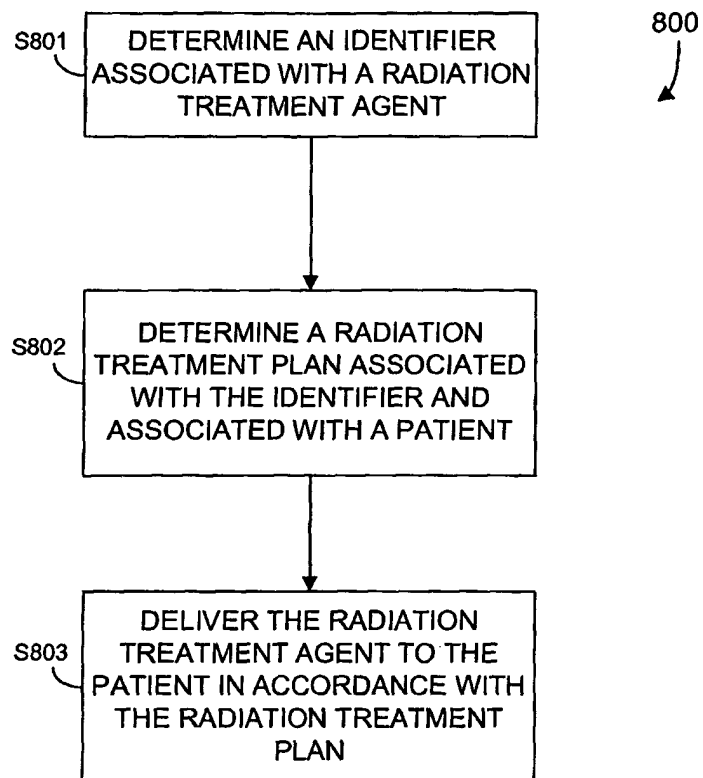 800
S801
DETERMINE AN IDENTIFIER
ASSOCIATED WITH A RADIATION
TREATMENT AGENT
S802
DETERMINE A RADIATION
TREATMENT PLAN ASSOCIATED
WITH THE IDENTIFIER AND
ASSOCIATED WITH A PATIENT
S803
DELIVER THE RADIATION
TREATMENT AGENT TO THE
PATIENT IN ACCORDANCE WITH
THE RADIATION TREATMENT
PLAN